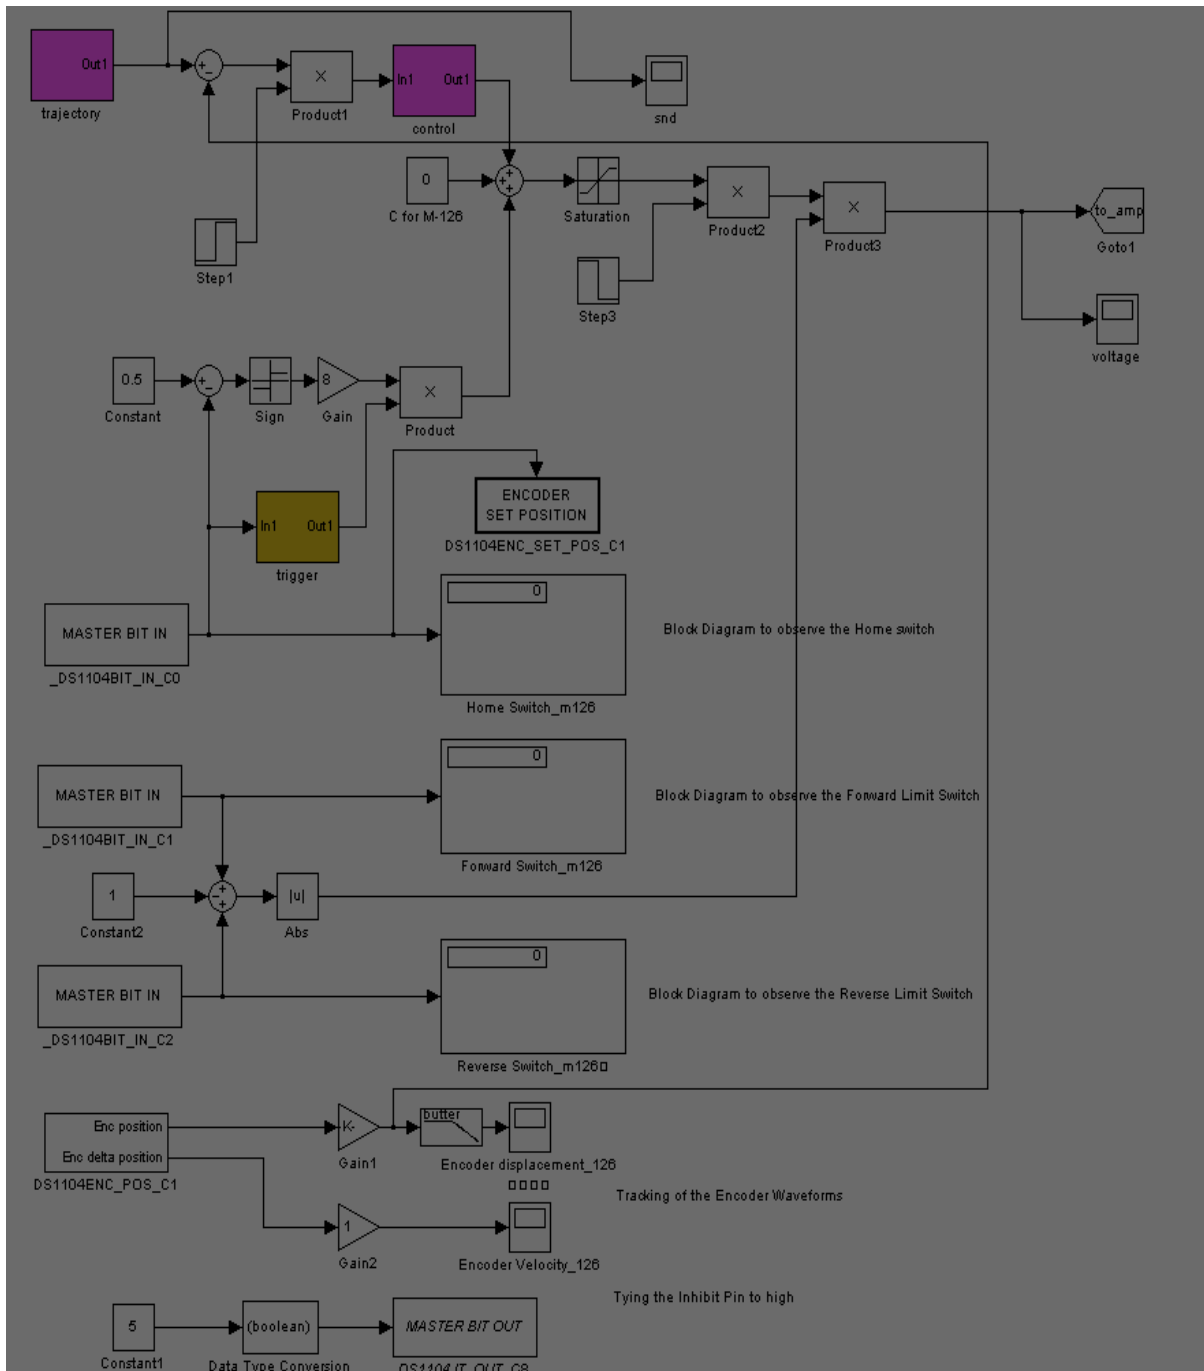 Out1
trajectory
Product1
In1 Out1
control
snd
0
C for M-126
Saturation
Product2
Product3
to_amp
Goto1
Step1
Step3
voltage
0.5
Constant
Sign
8
Gain
Product
ENCODER
SET POSITION
DS1104ENC_SET_POS_C1
In1 Out1
trigger
MASTER BIT IN
_DS1104BIT_IN_C0
0
Home Switch_m126
Block Diagram to observe the Home switch
MASTER BIT IN
_DS1104BIT_IN_C1
0
Forward Switch_m126
Block Diagram to observe the Forward Limit Switch
1
Constant2
|u|
Abs
MASTER BIT IN
_DS1104BIT_IN_C2
0
Reverse Switch_m126
Block Diagram to observe the Reverse Limit Switch
Enc position
Enc delta position
DS1104ENC_POS_C1
K-
Gain1
butter
Encoder displacement_126
Tracking of the Encoder Waveforms
1
Gain2
Encoder Velocity_126
Tying the Inhibit Pin to high
5
Constant1
(boolean)
Data Type Conversion
MASTER BIT OUT